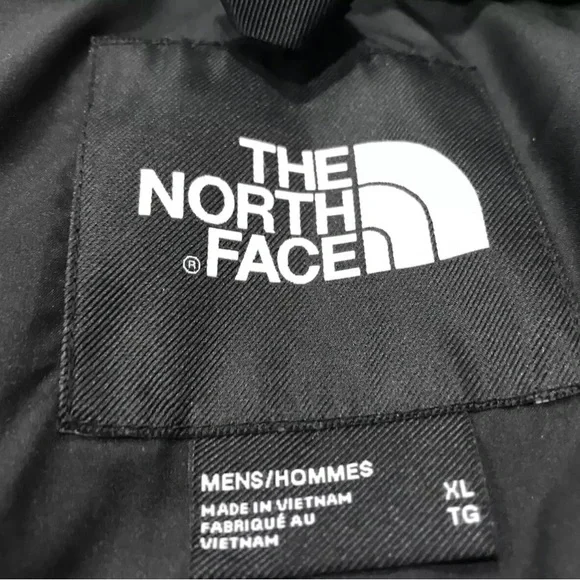 THE
NORTH
® FACE
MENS/HOMMES
MADE IN VIETNAM
FABRIQUÉ AU
VIETNAM
XL
TG